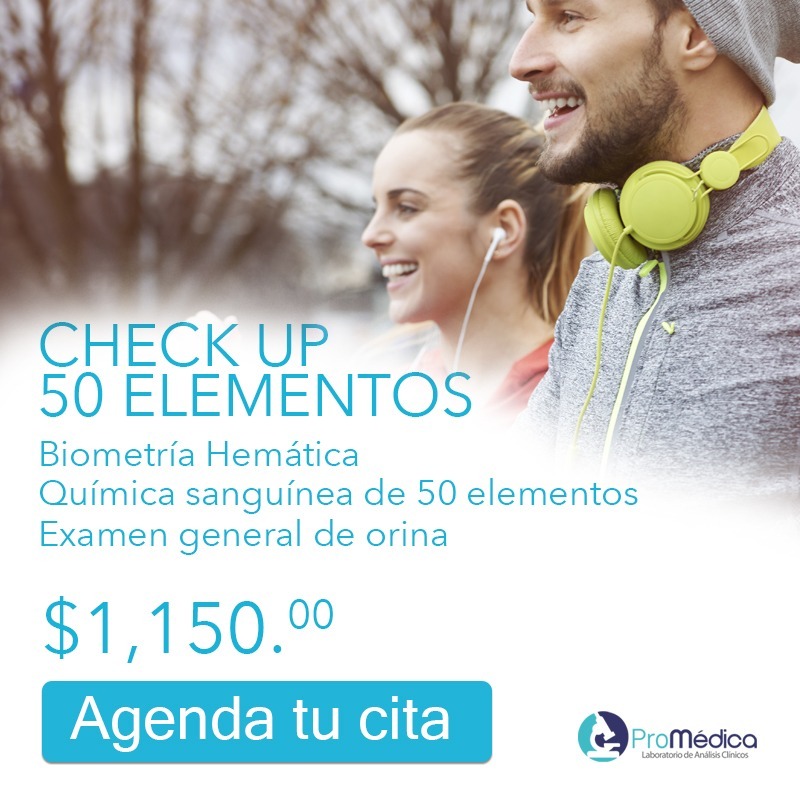 CHECK UP
50 ELEMENTOS
Biometría Hemática
Química sanguínea de 50 elementos
Examen general de orina
$1,150.00
Agenda tu cita
ProMédica
Laboratorio de Análisis Clínicos